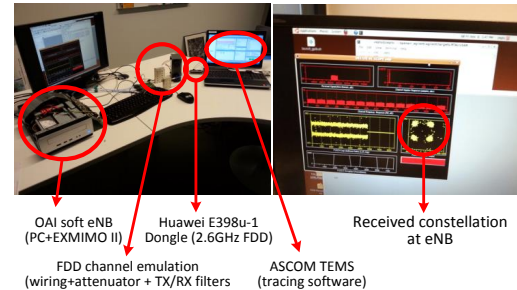 OAI soft eNB
(PC+EXMIMO II)
Huawei E398u-1
Dongle (2.6GHz FDD)
Received constellation
at eNB
FDD channel emulation
(wiring+attenuator + TX/RX filters
ASCOM TEMS
(tracing software)